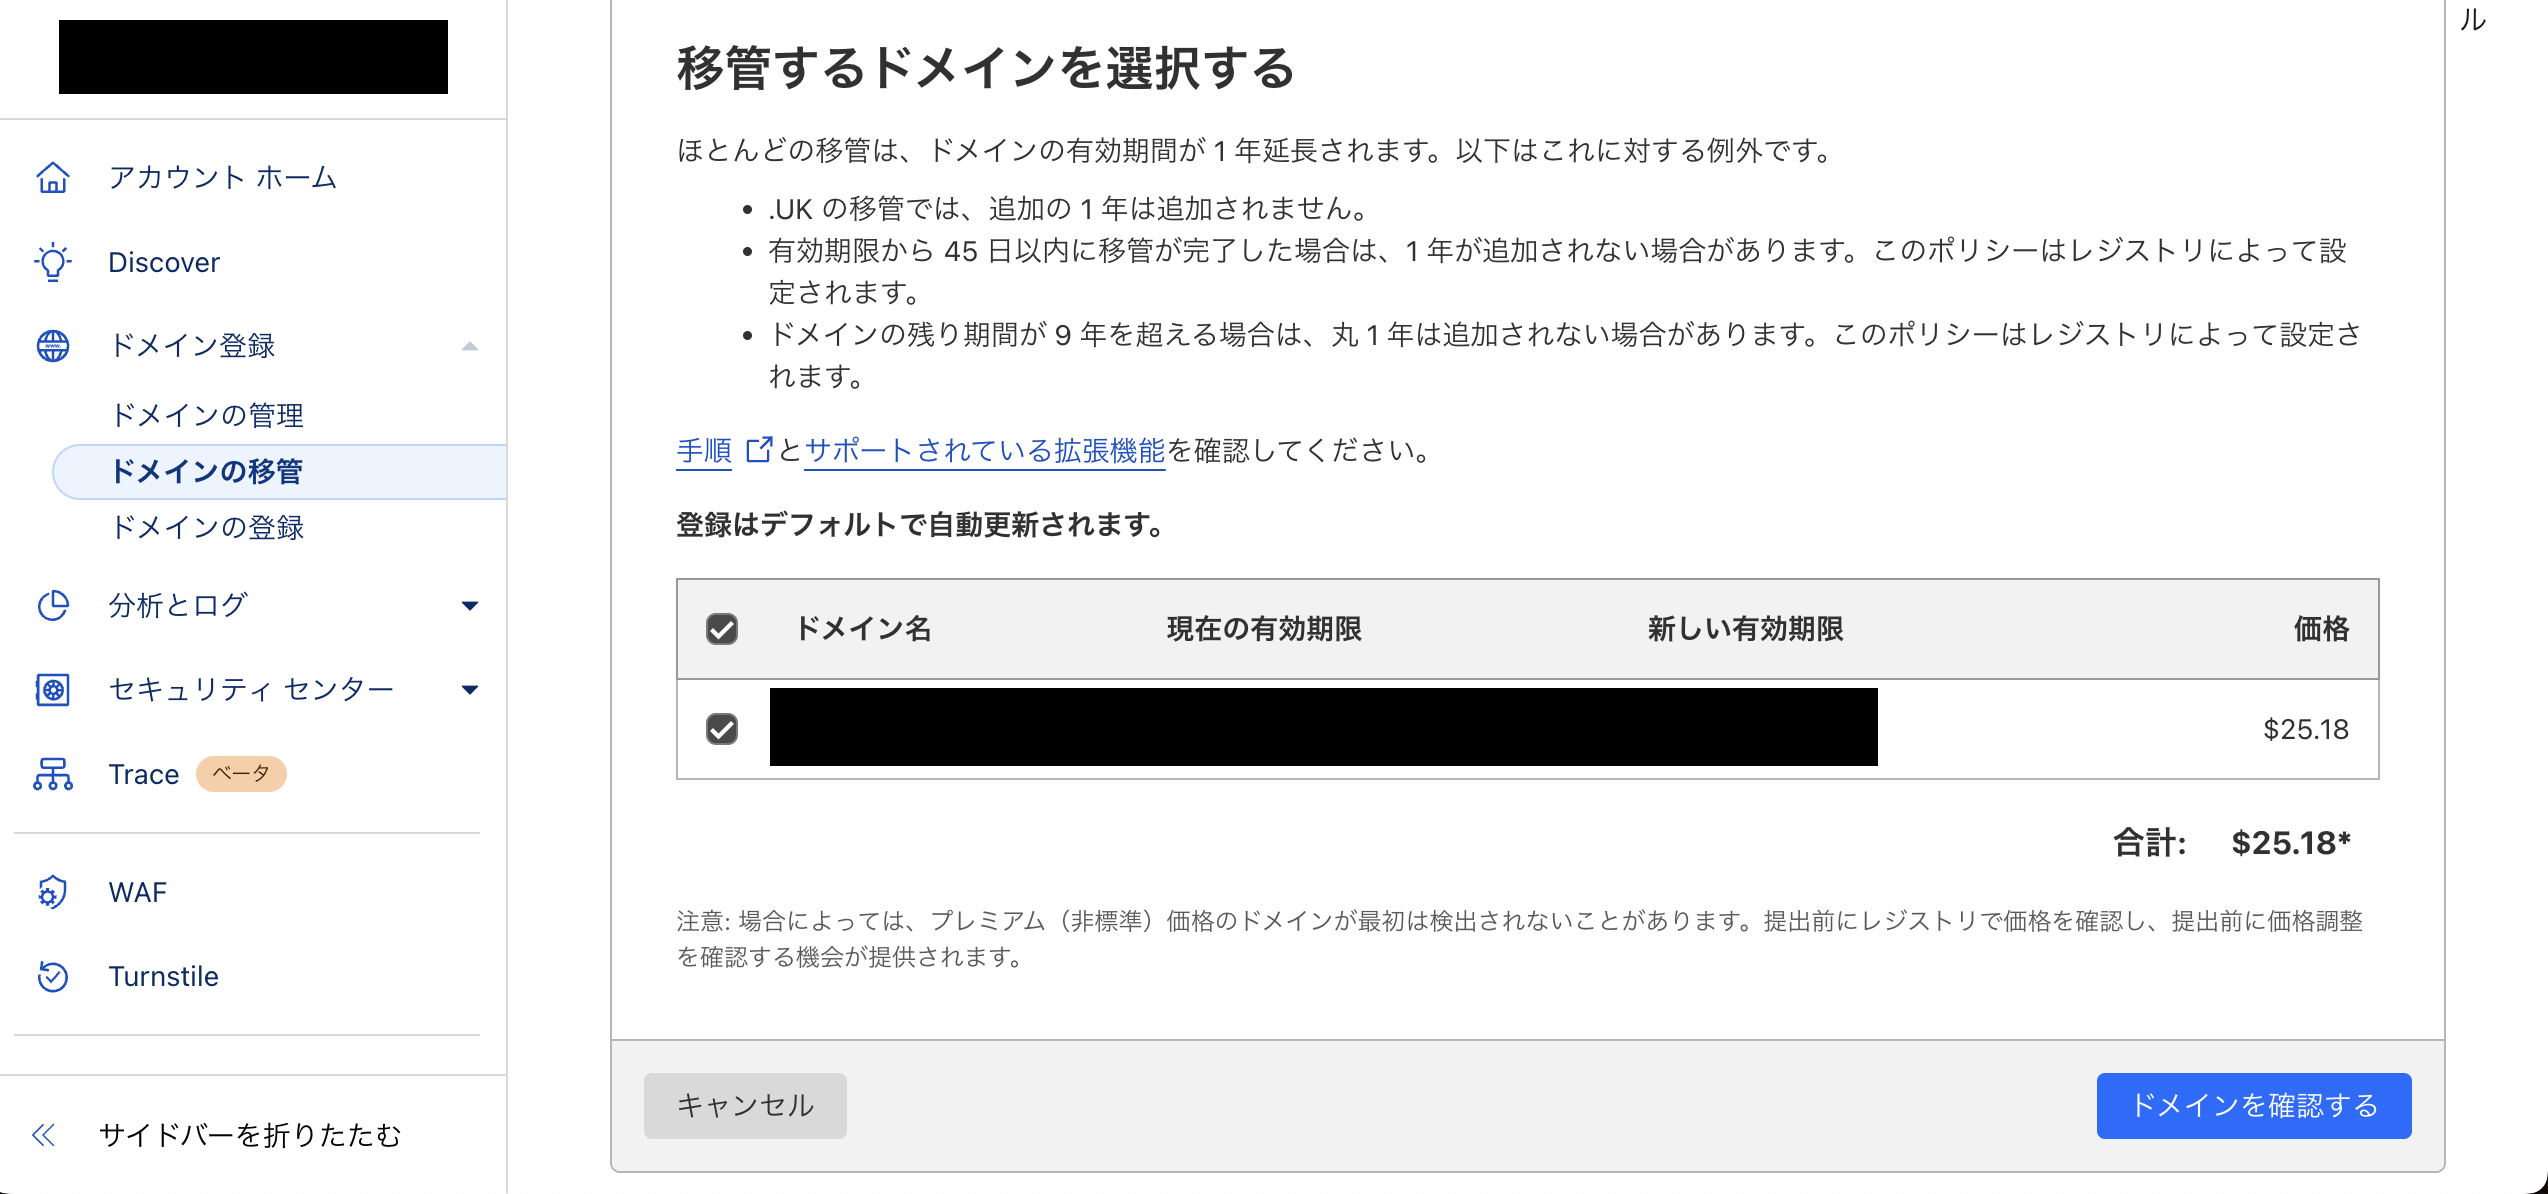 アカウント ホーム
Discover
ドメイン登録
ドメインの管理
ドメインの移管
ドメインの登録
分析とログ
セキュリティ センター
Trace ベータ
WAF
Turnstile
サイドバーを折りたたむ
ル
移管するドメインを選択する
ほとんどの移管は、ドメインの有効期間が 1 年延長されます。以下はこれに対する例外です。
.UK の移管では、追加の 1 年は追加されません。
有効期限から 45 日以内に移管が完了した場合は、1 年が追加されない場合があります。このポリシーはレジストリによって設
定されます。
ドメインの残り期間が 9 年を超える場合は、丸 1 年は追加されない場合があります。このポリシーはレジストリによって設定さ
れます。
手順 とサポートされている拡張機能を確認してください。
登録はデフォルトで自動更新されます。
ドメイン名 現在の有効期限 新しい有効期限 価格
$25.18
合計: $25.18*
注意: 場合によっては、プレミアム（非標準）価格のドメインが最初は検出されないことがあります。提出前にレジストリで価格を確認し、提出前に価格調整
を確認する機会が提供されます。
キャンセル
ドメインを確認する